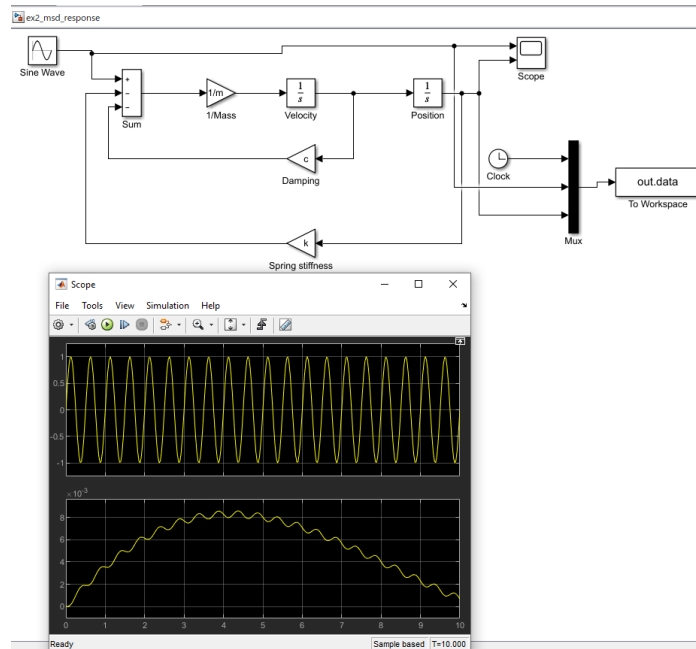 ex2_msd_response
Sine Wave
+
−
−
Sum
1/m
1/Mass
1
s
Velocity
1
s
Position
Scope
c
Damping
Clock
Mux
out.data
To Workspace
k
Spring stiffness
Scope
File Tools View Simulation Help
1
0.5
0
-0.5
-1
× 10⁻³
8
6
4
2
0
0 1 2 3 4 5 6 7 8 9 10
Ready Sample based T=10.000